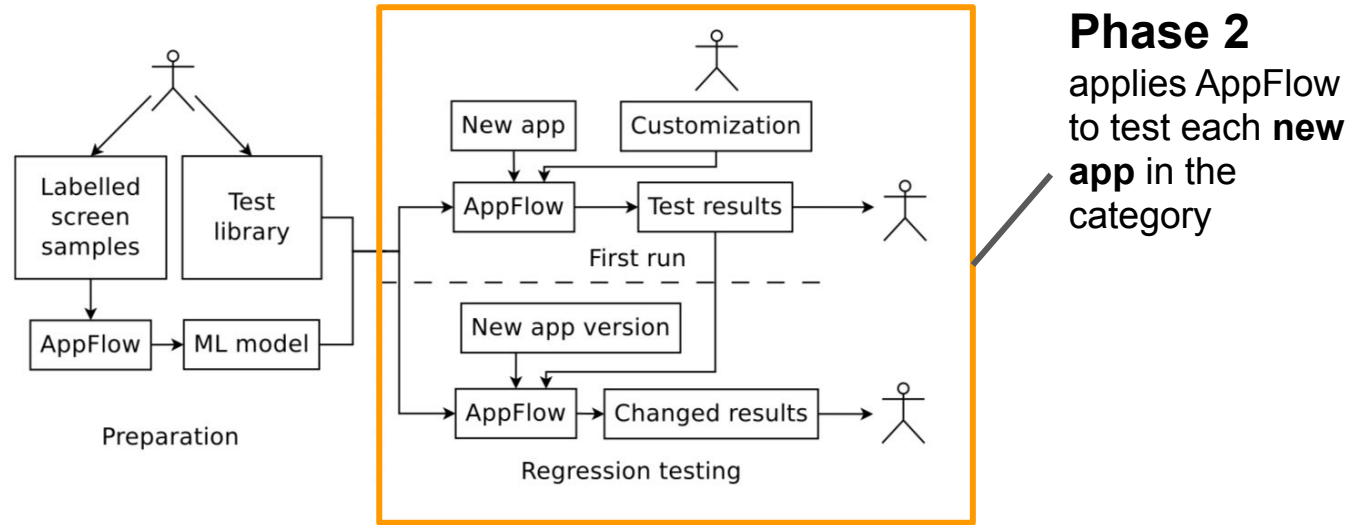 Labelled
screen
samples
Test
library
AppFlow
ML model
Preparation
New app
Customization
AppFlow
Test results
First run
New app version
AppFlow
Changed results
Regression testing
Phase 2
applies AppFlow
to test each new
app in the
category